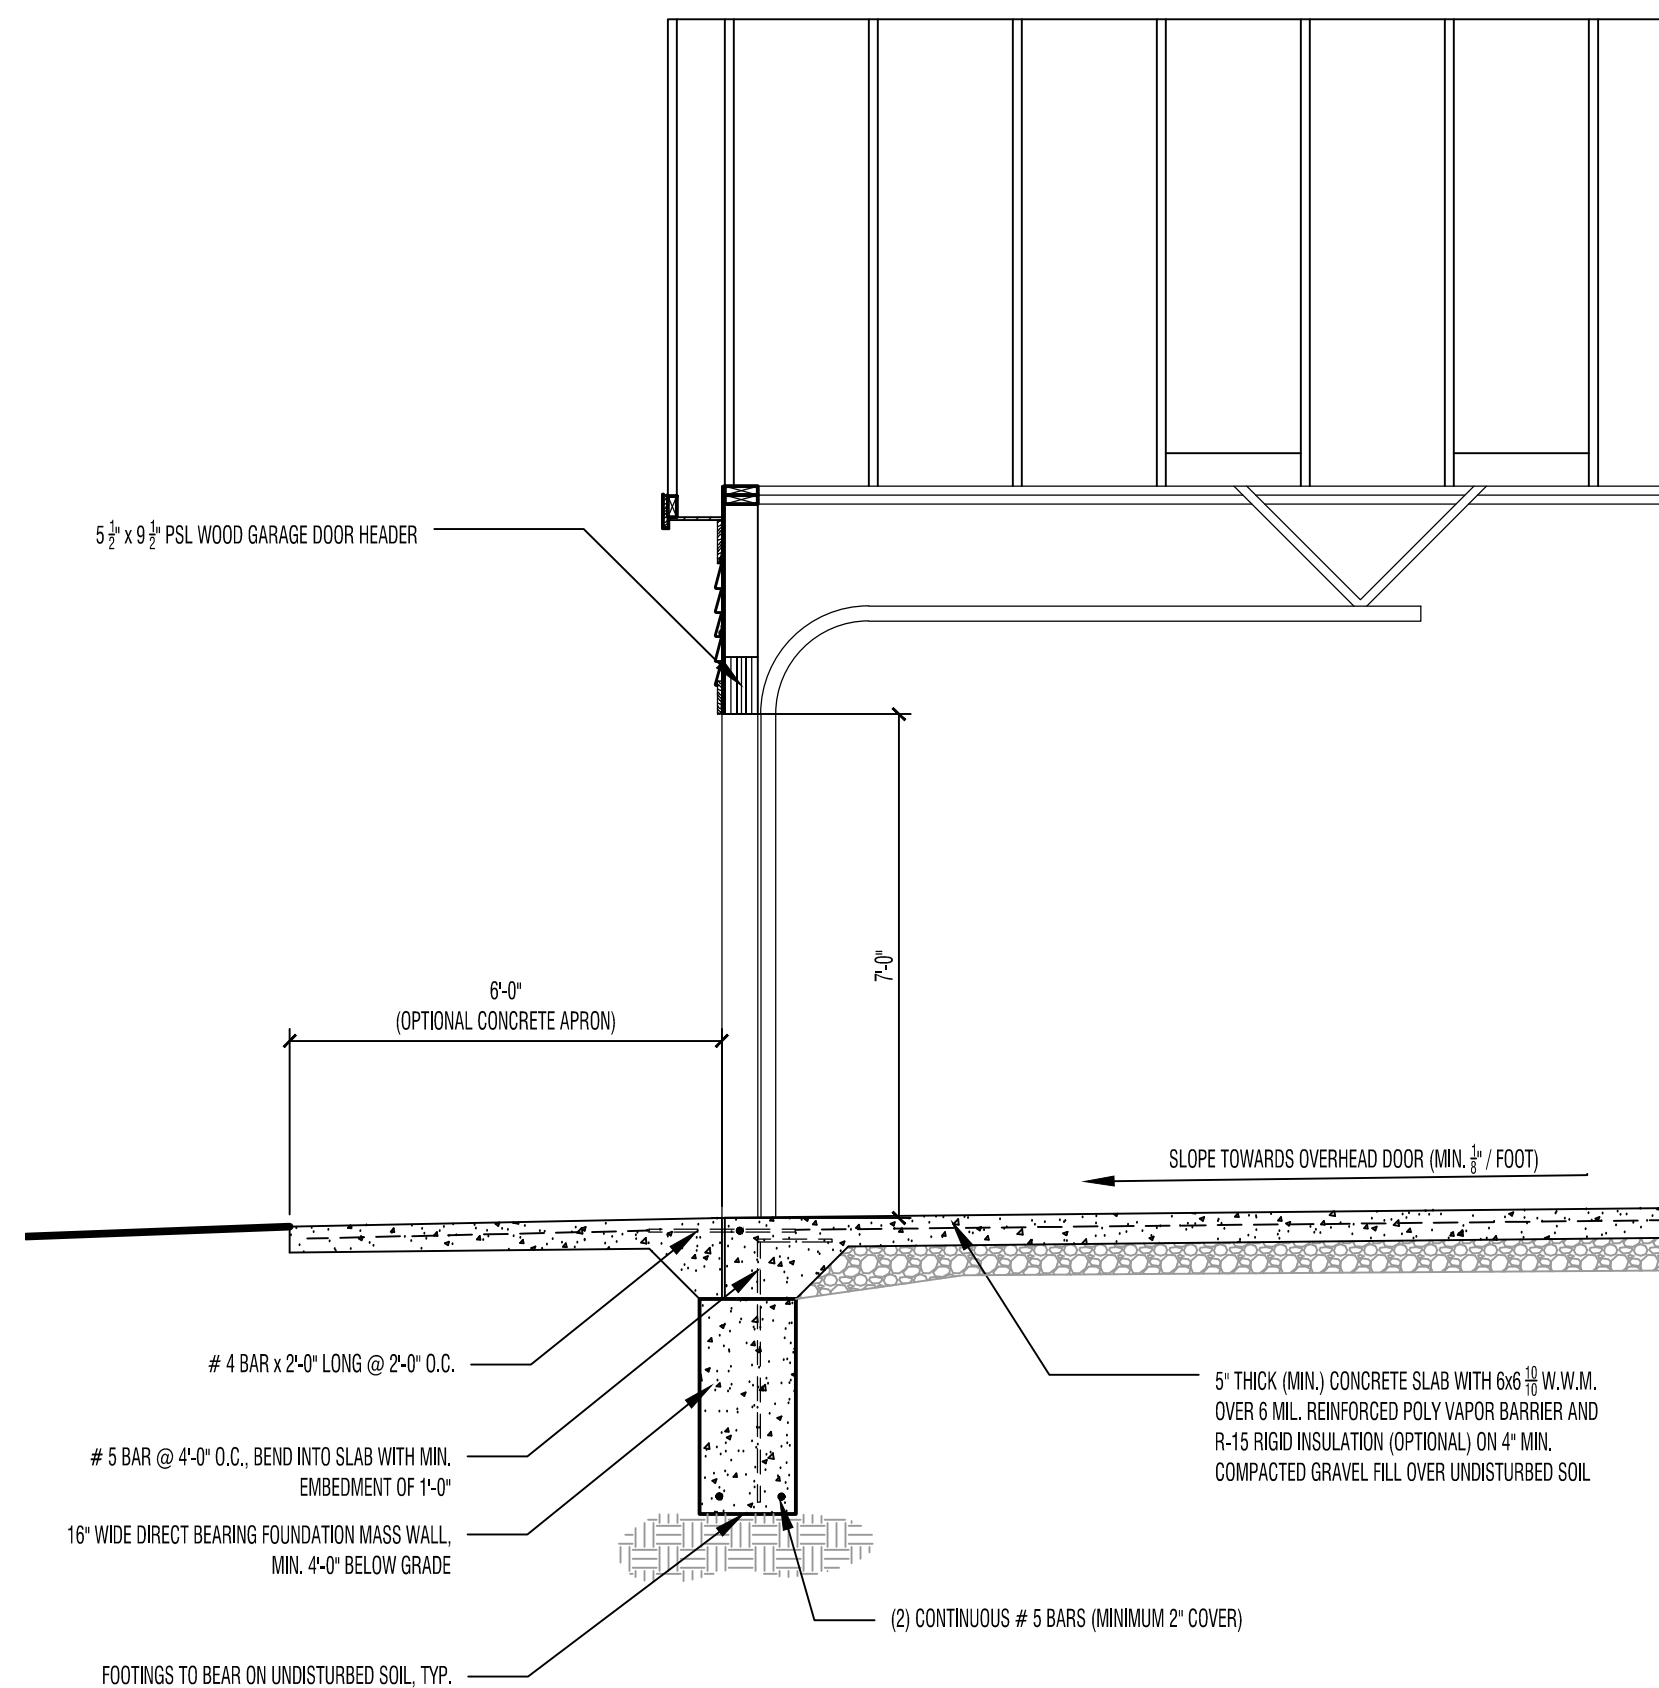 5 1/2" x 9 1/2" PSL WOOD GARAGE DOOR HEADER
7'-0"
6'-0"
(OPTIONAL CONCRETE APRON)
SLOPE TOWARDS OVERHEAD DOOR (MIN. 1/8" / FOOT)
# 4 BAR x 2'-0" LONG @ 2'-0" O.C.
5" THICK (MIN.) CONCRETE SLAB WITH 6x6 10/10 W.W.M.
OVER 6 MIL. REINFORCED POLY VAPOR BARRIER AND
R-15 RIGID INSULATION (OPTIONAL) ON 4" MIN.
COMPACTED GRAVEL FILL OVER UNDISTURBED SOIL
# 5 BAR @ 4'-0" O.C., BEND INTO SLAB WITH MIN.
EMBEDMENT OF 1'-0"
16" WIDE DIRECT BEARING FOUNDATION MASS WALL,
MIN. 4'-0" BELOW GRADE
(2) CONTINUOUS # 5 BARS (MINIMUM 2" COVER)
FOOTINGS TO BEAR ON UNDISTURBED SOIL, TYP.